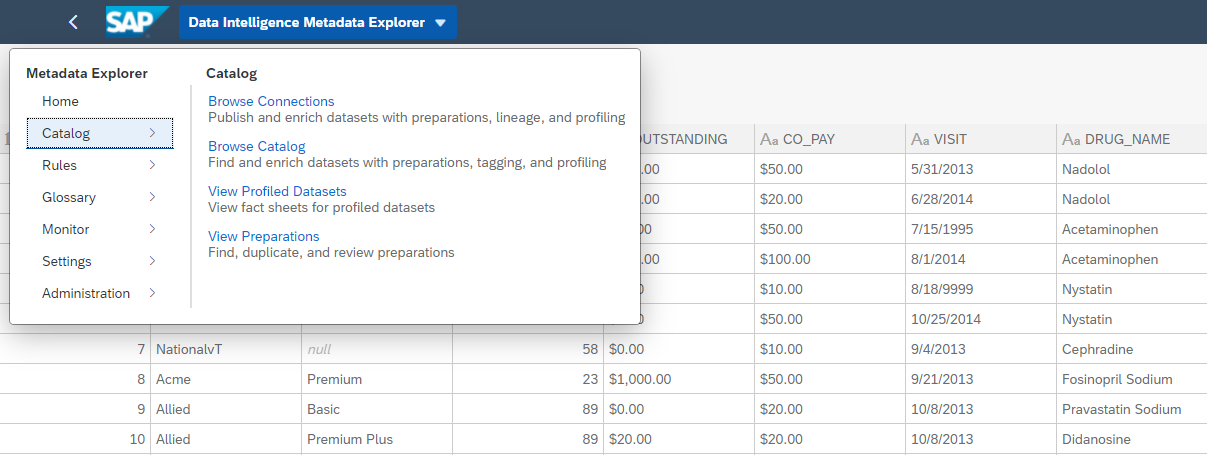 SAP Data Intelligence Metadata Explorer
Metadata Explorer
Home
Catalog
Rules
Glossary
Monitor
Settings
Administration
Catalog
Browse Connections
Publish and enrich datasets with preparations, lineage, and profiling
Browse Catalog
Find and enrich datasets with preparations, tagging, and profiling
View Profiled Datasets
View fact sheets for profiled datasets
View Preparations
Find, duplicate, and review preparations
UTSTANDING Aa CO_PAY Aa VISIT Aa DRUG_NAME
.00 $50.00 5/31/2013 Nadolol
.00 $20.00 6/28/2014 Nadolol
00 $50.00 7/15/1995 Acetaminophen
.00 $100.00 8/1/2014 Acetaminophen
0 $10.00 8/18/9999 Nystatin
0 $50.00 10/25/2014 Nystatin
7 NationalvT null 58 $0.00 $10.00 9/4/2013 Cephradine
8 Acme Premium 23 $1,000.00 $50.00 9/21/2013 Fosinopril Sodium
9 Allied Basic 89 $0.00 $20.00 10/8/2013 Pravastatin Sodium
10 Allied Premium Plus 89 $20.00 $20.00 10/8/2013 Didanosine